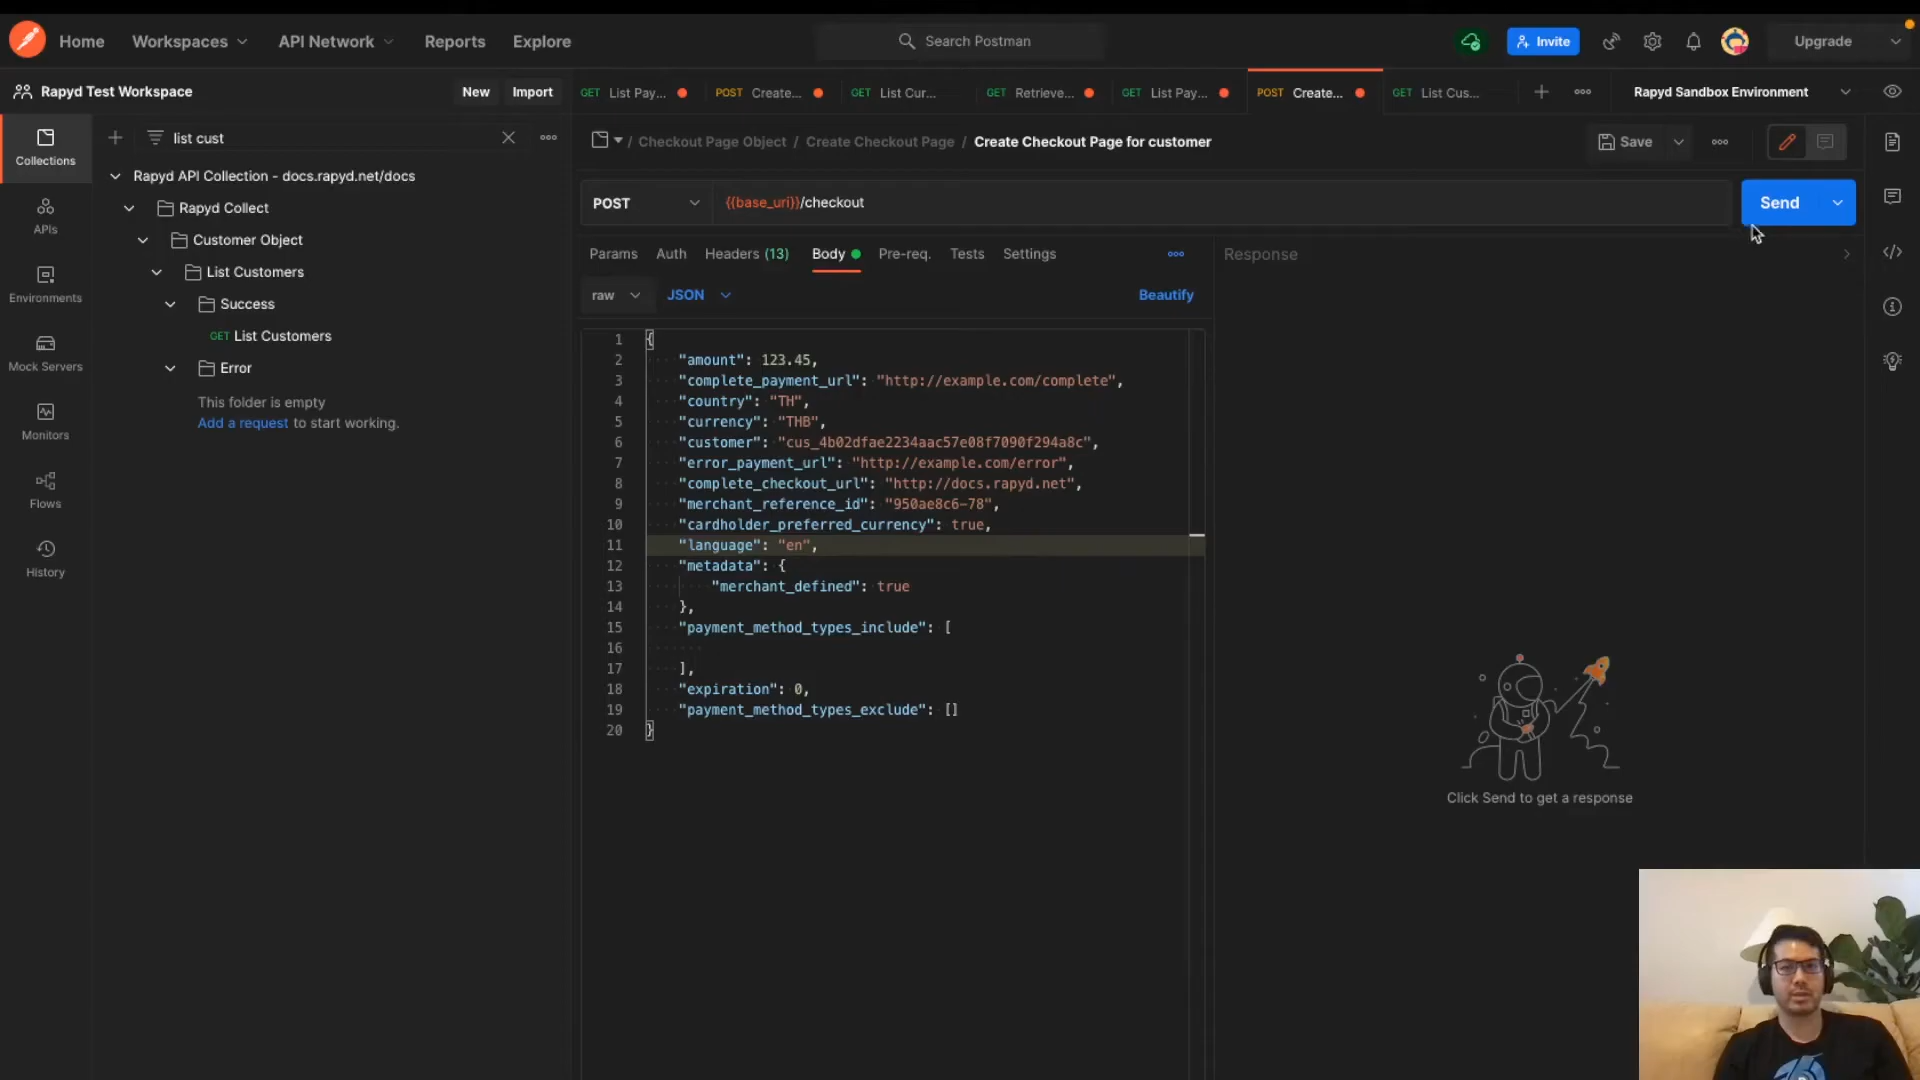 Home
Workspaces
API Network
Reports
Explore
Search Postman
Invite
Upgrade
Rapyd Test Workspace
New
Import
GET List Pay...
POST Create...
GET List Cur...
GET Retrieve...
GET List Pay...
POST Create...
GET List Cus...
Rapyd Sandbox Environment
Collections
APIs
Environments
Mock Servers
Monitors
Flows
History
list cust
Rapyd API Collection - docs.rapyd.net/docs
Rapyd Collect
Customer Object
List Customers
Success
GET List Customers
Error
This folder is empty
Add a request to start working.
/ Checkout Page Object / Create Checkout Page / Create Checkout Page for customer
Save
POST
{{base_uri}}/checkout
Send
Params
Auth
Headers (13)
Body
Pre-req.
Tests
Settings
raw
JSON
Beautify
1 {
2 "amount": 123.45,
3 "complete_payment_url": "http://example.com/complete",
4 "country": "TH",
5 "currency": "THB",
6 "customer": "cus_4b02dfae2234aac57e08f7090f294a8c",
7 "error_payment_url": "http://example.com/error",
8 "complete_checkout_url": "http://docs.rapyd.net",
9 "merchant_reference_id": "950ae8c6-78",
10 "cardholder_preferred_currency": true,
11 "language": "en",
12 "metadata": {
13 "merchant_defined": true
14 },
15 "payment_method_types_include": [
16
17 ],
18 "expiration": 0,
19 "payment_method_types_exclude": []
20 }
Response
Click Send to get a response